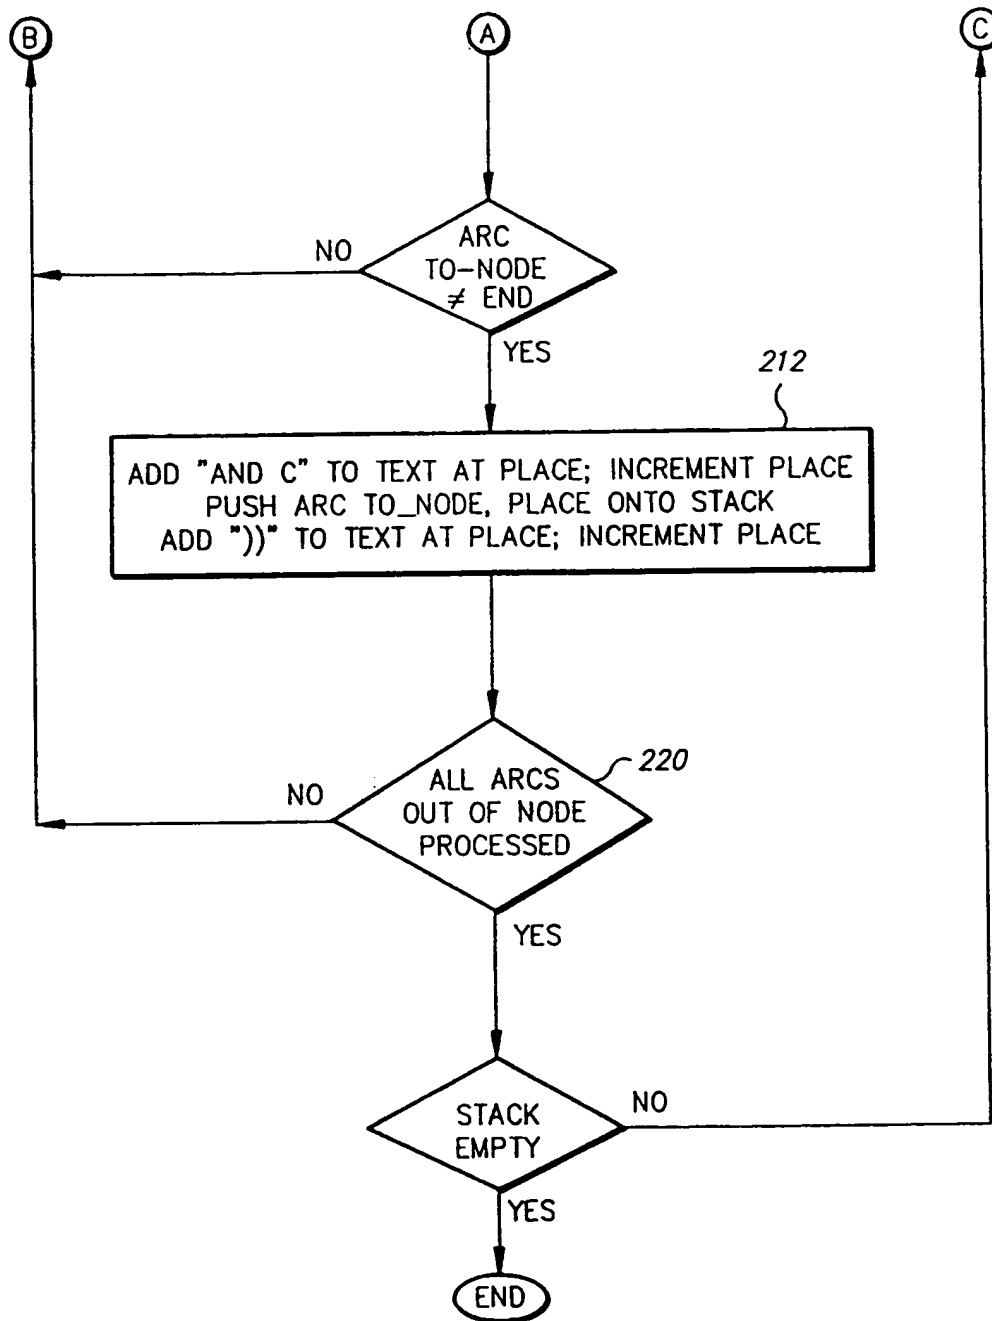 B
A
C
ARC
TO-NODE
≠ END
NO
YES
212
ADD "AND C" TO TEXT AT PLACE; INCREMENT PLACE
PUSH ARC TO_NODE, PLACE ONTO STACK
ADD "))" TO TEXT AT PLACE; INCREMENT PLACE
220
ALL ARCS
OUT OF NODE
PROCESSED
NO
YES
STACK
EMPTY
NO
YES
END